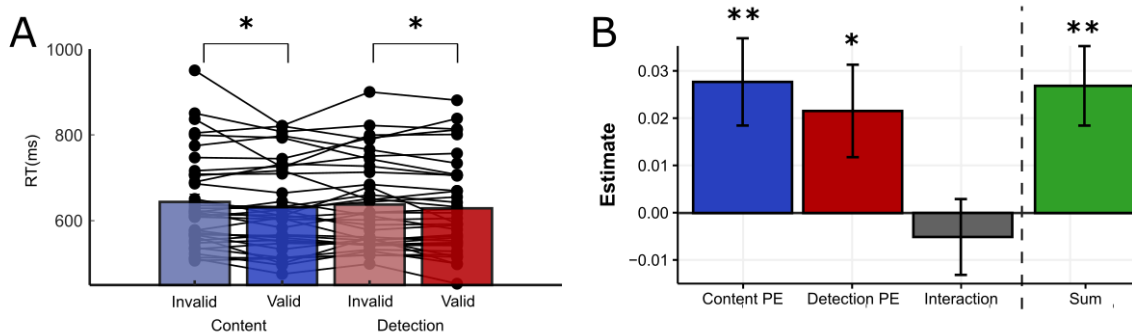 A
* *
1000
800
600
RT(ms)
Invalid Valid Invalid Valid
Content Detection
B
** * **
0.03
0.02
0.01
0.00
−0.01
Estimate
Content PE Detection PE Interaction Sum